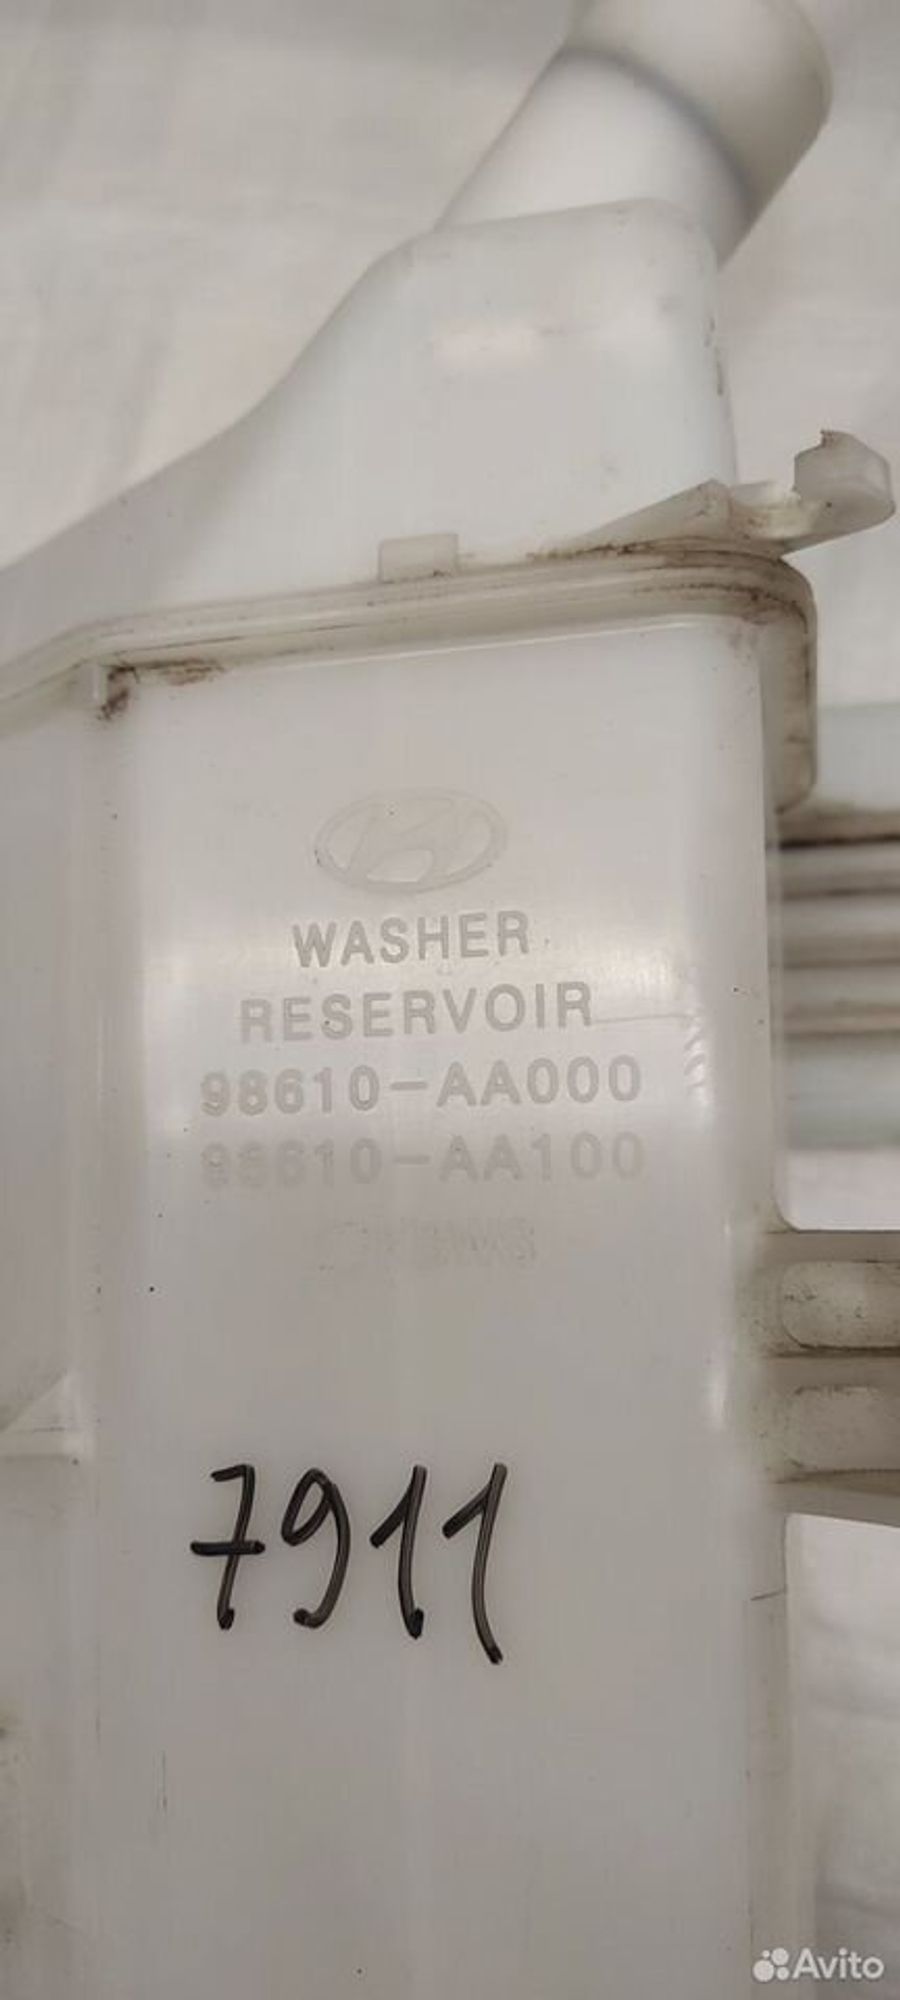 WASHER
RESERVOIR
98610-AA000
98610-AA100
7911
Avito